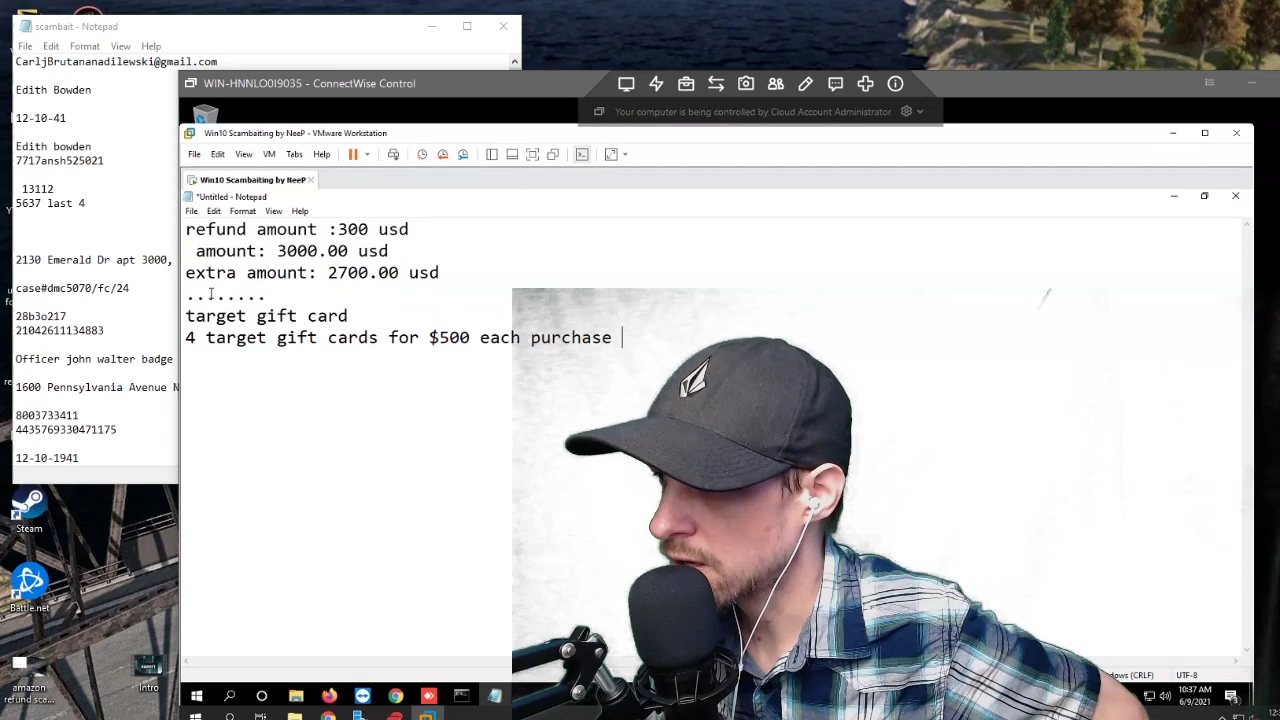 scambait - Notepad
File Edit Format View Help
CarljBrutananadilewski@gmail.com
Edith Bowden
12-10-41
Edith bowden
7717ansh525021
13112
5637 last 4
2130 Emerald Dr apt 3000,
case#dmc5070/fc/24
28b3o217
21042611134883
Officer john walter badge
1600 Pennsylvania Avenue N
8003733411
4435769330471175
12-10-1941
WIN-HNNLO0I9035 - ConnectWise Control
Your computer is being controlled by Cloud Account Administrator
Win10 Scambaiting by NeeP - VMware Workstation
File Edit View VM Tabs Help
Win10 Scambaiting by NeeP
*Untitled - Notepad
File Edit Format View Help
refund amount :300 usd
amount: 3000.00 usd
extra amount: 2700.00 usd
........
target gift card
4 target gift cards for $500 each purchase
(CRLF) UTF-8
Steam
Battle.net
amazon
refund sca...
Intro
10:37 AM
6/9/2021